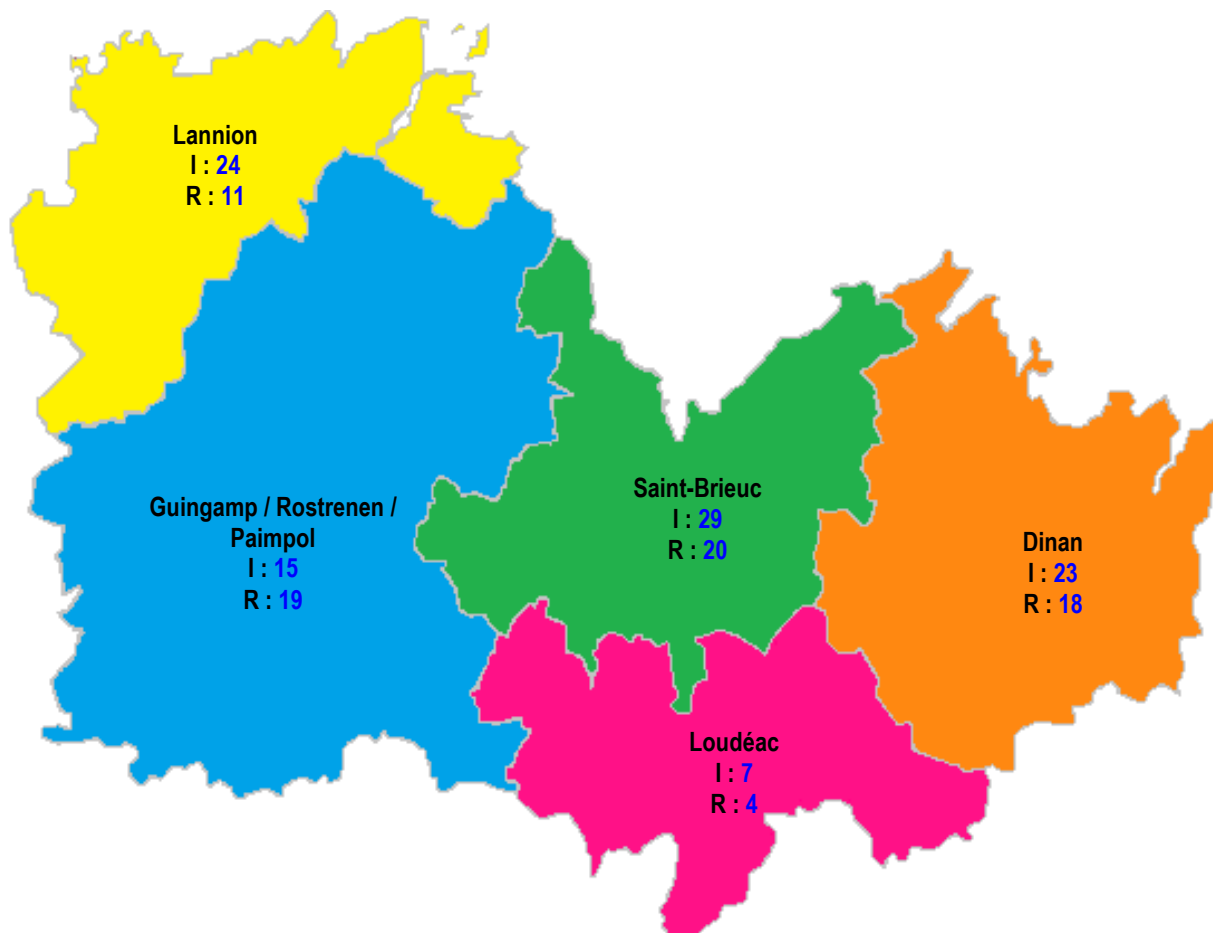 Lannion
I : 24
R : 11
Guingamp / Rostrenen /
Paimpol
I : 15
R : 19
Saint-Brieuc
I : 29
R : 20
Dinan
I : 23
R : 18
Loudéac
I : 7
R : 4